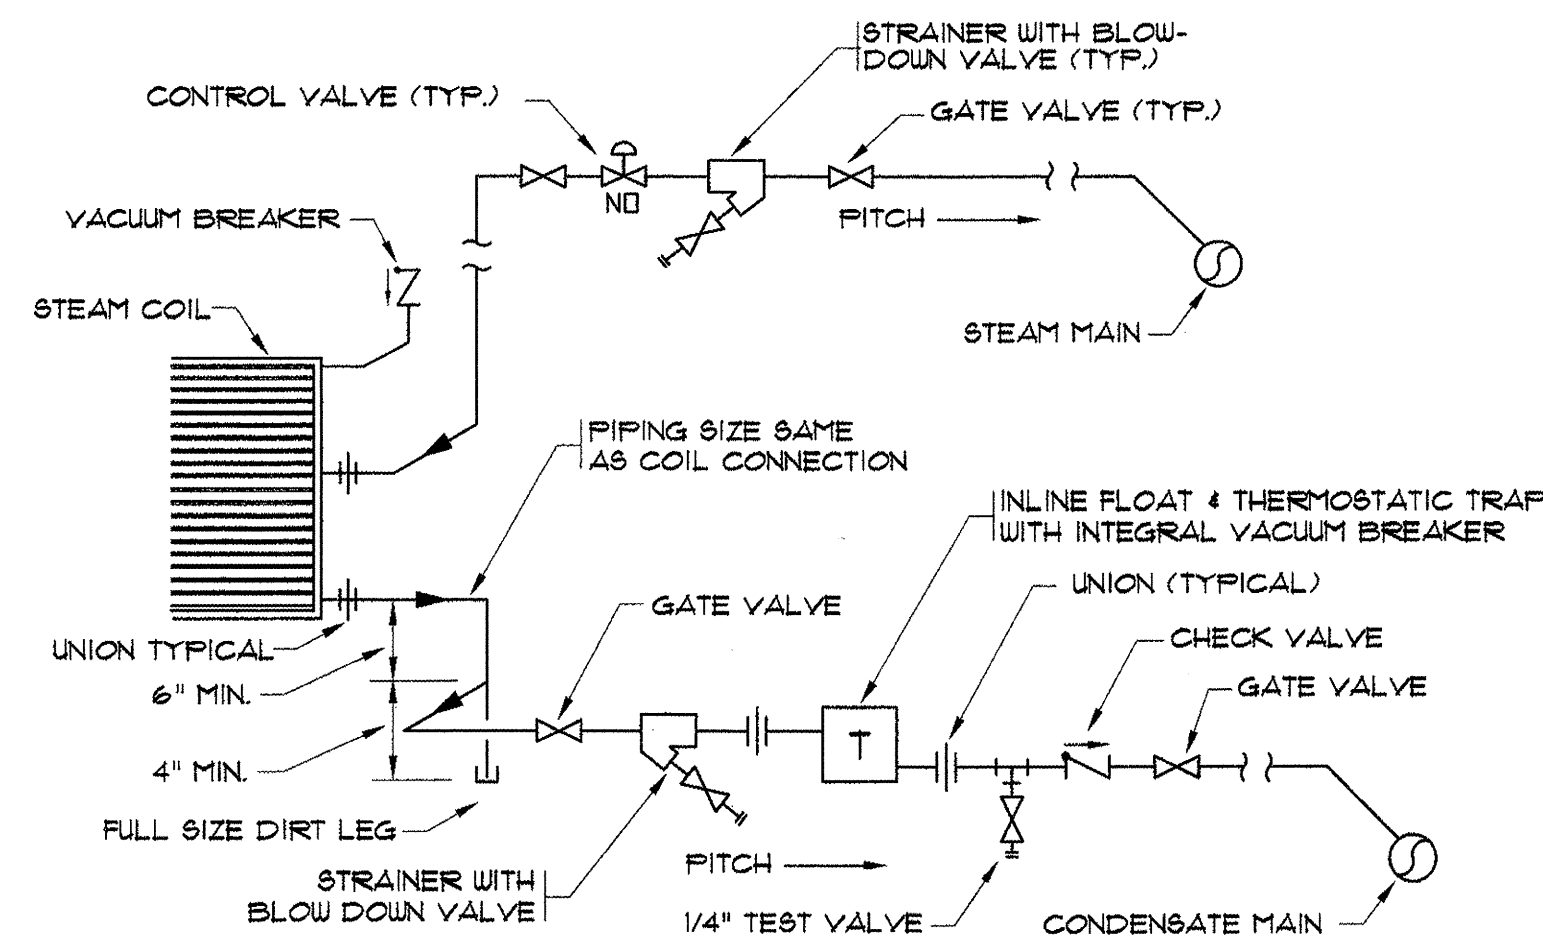 STRAINER WITH BLOW-
DOWN VALVE (TYP.)
CONTROL VALVE (TYP.)
GATE VALVE (TYP.)
NO
VACUUM BREAKER
PITCH
STEAM COIL
STEAM MAIN
PIPING SIZE SAME
AS COIL CONNECTION
INLINE FLOAT & THERMOSTATIC TRAP
WITH INTEGRAL VACUUM BREAKER
UNION (TYPICAL)
GATE VALVE
CHECK VALVE
UNION TYPICAL
6" MIN.
GATE VALVE
T
4" MIN.
FULL SIZE DIRT LEG
PITCH
STRAINER WITH
BLOW DOWN VALVE
1/4" TEST VALVE
CONDENSATE MAIN